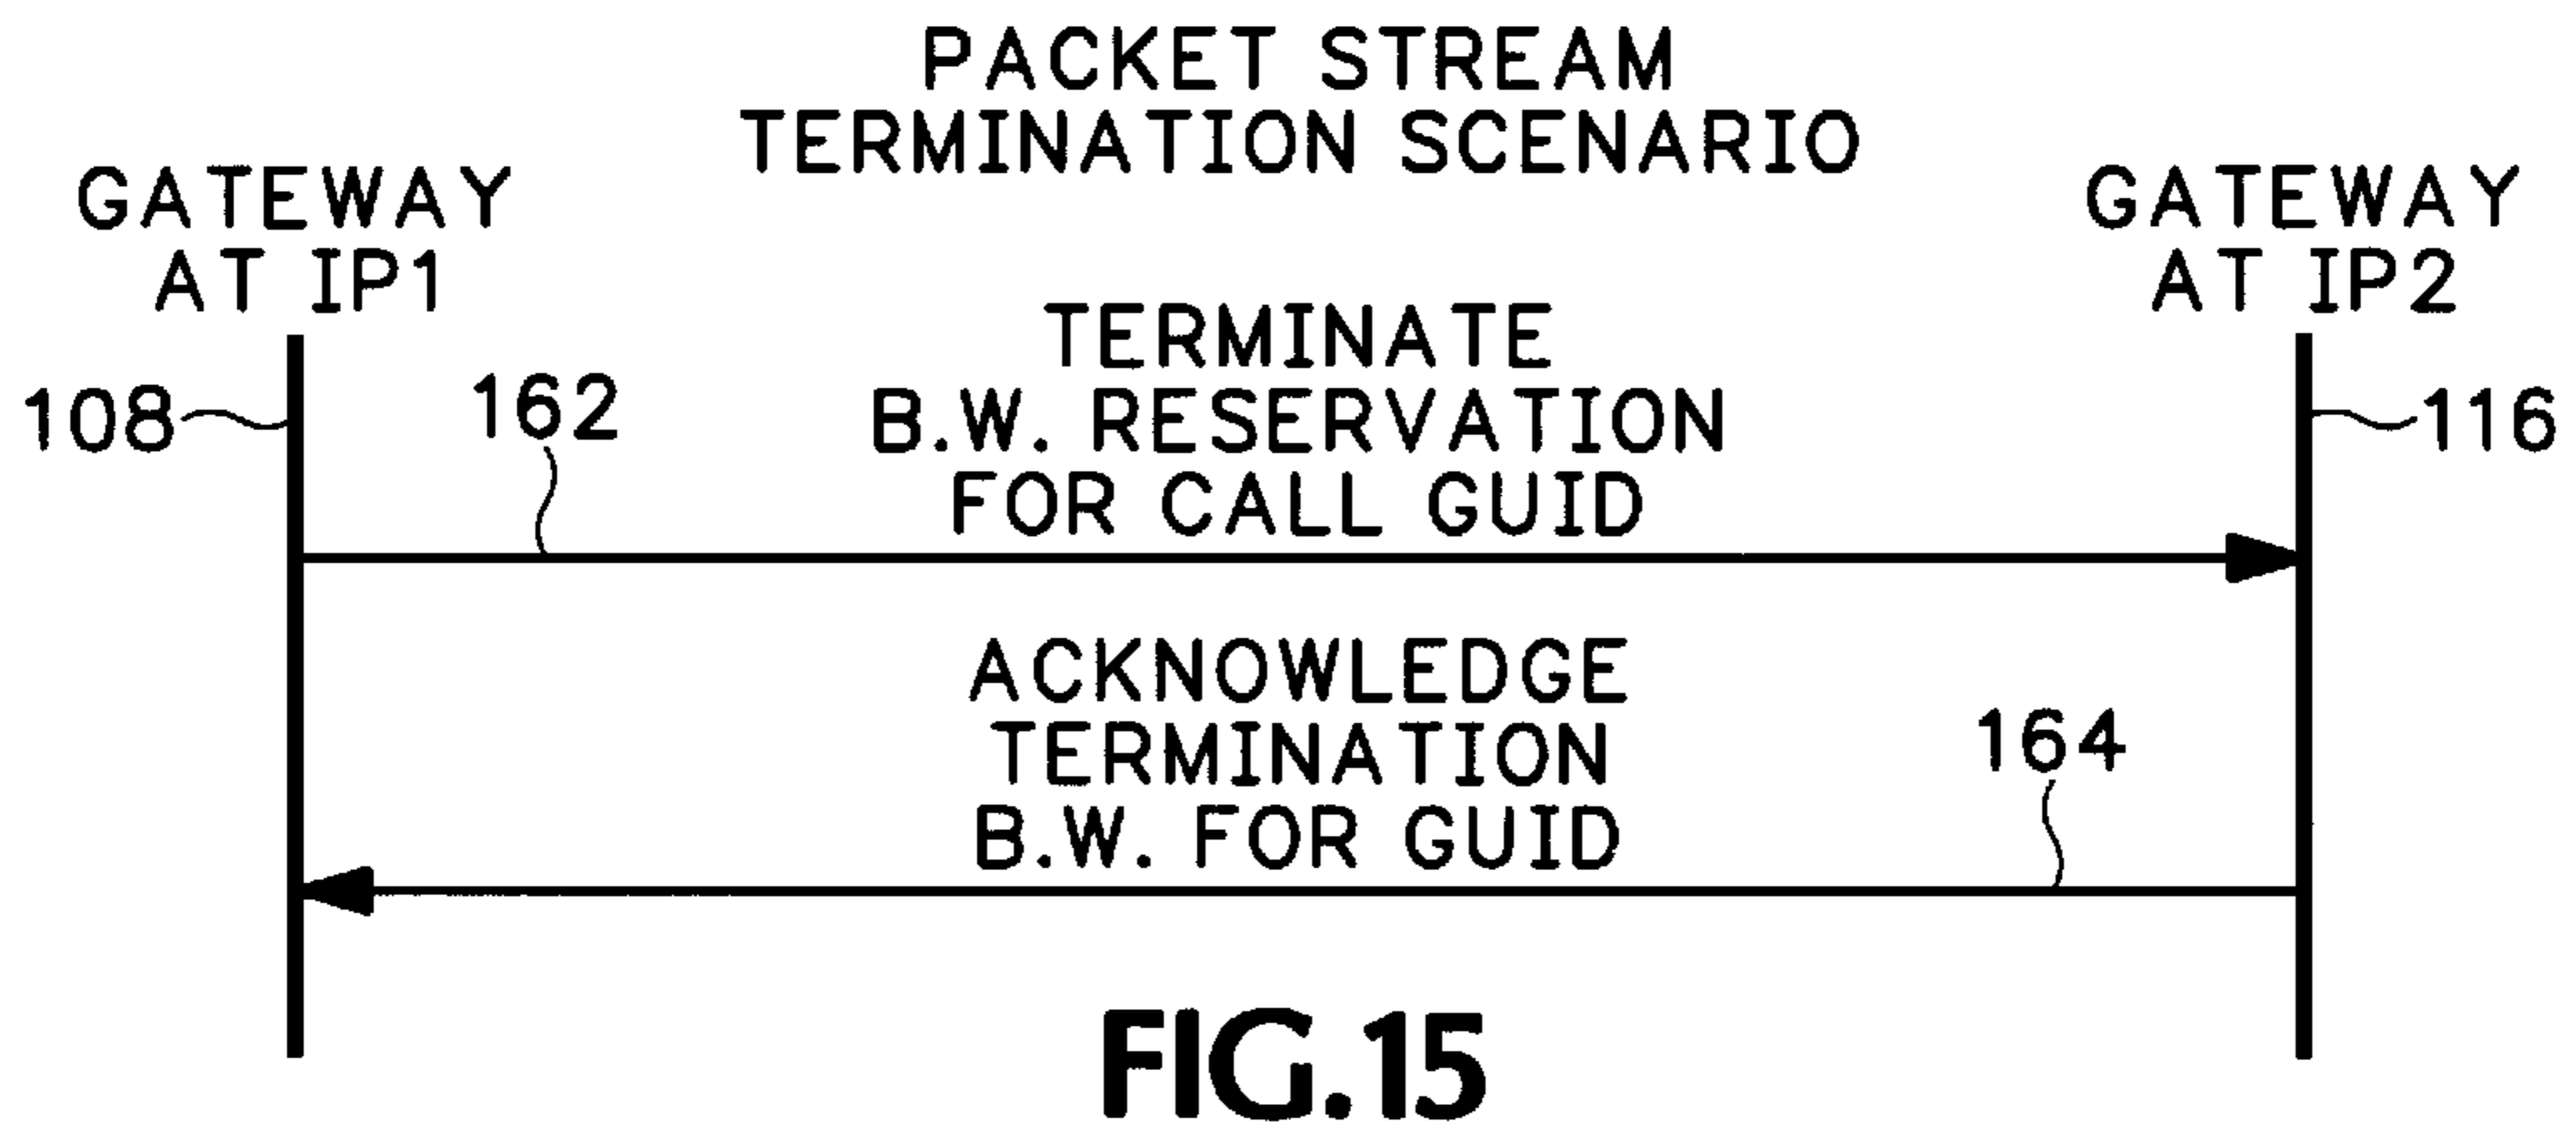 PACKET STREAM
TERMINATION SCENARIO
GATEWAY
AT IP1
GATEWAY
AT IP2
108
162
TERMINATE
B.W. RESERVATION
FOR CALL GUID
116
ACKNOWLEDGE
TERMINATION
B.W. FOR GUID
164
FIG.15